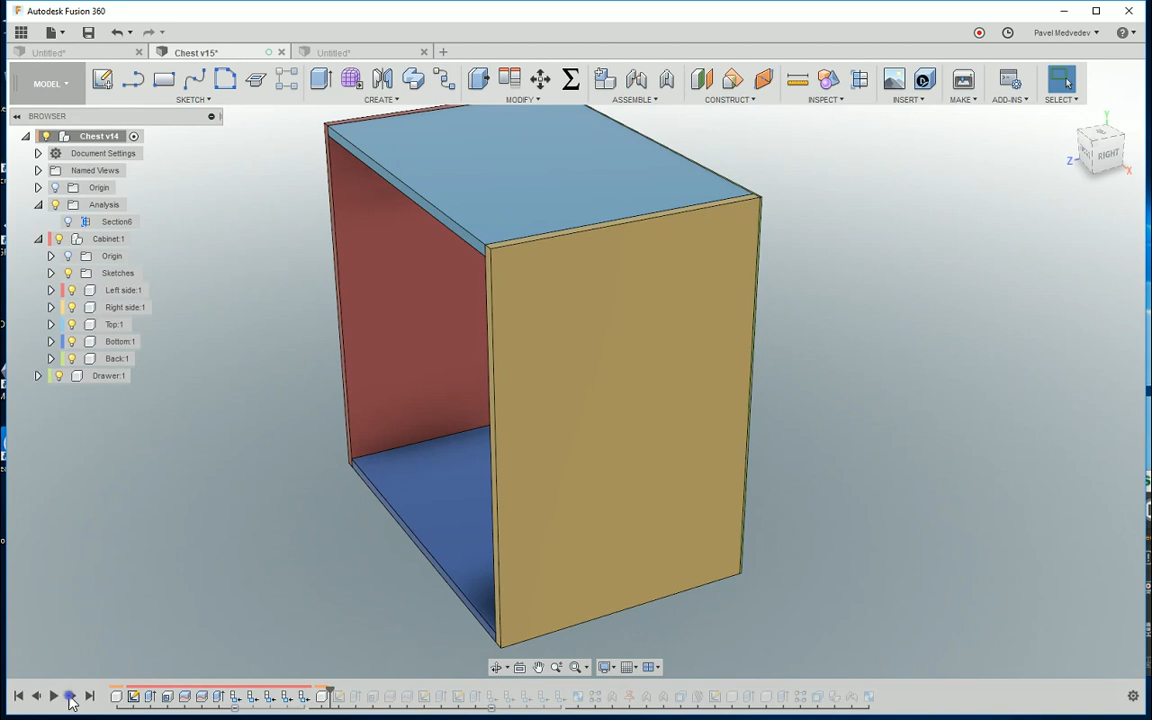 Autodesk Fusion 360
Pavel Medvedev
Untitled*
Chest v15*
Untitled*
MODEL
SKETCH
CREATE
MODIFY
ASSEMBLE
CONSTRUCT
INSPECT
INSERT
MAKE
ADD-INS
SELECT
BROWSER
Chest v14
Document Settings
Named Views
Origin
Analysis
Section6
Cabinet:1
Origin
Sketches
Left side:1
Right side:1
Top:1
Bottom:1
Back:1
Drawer:1
Y
RIGHT
Z
X